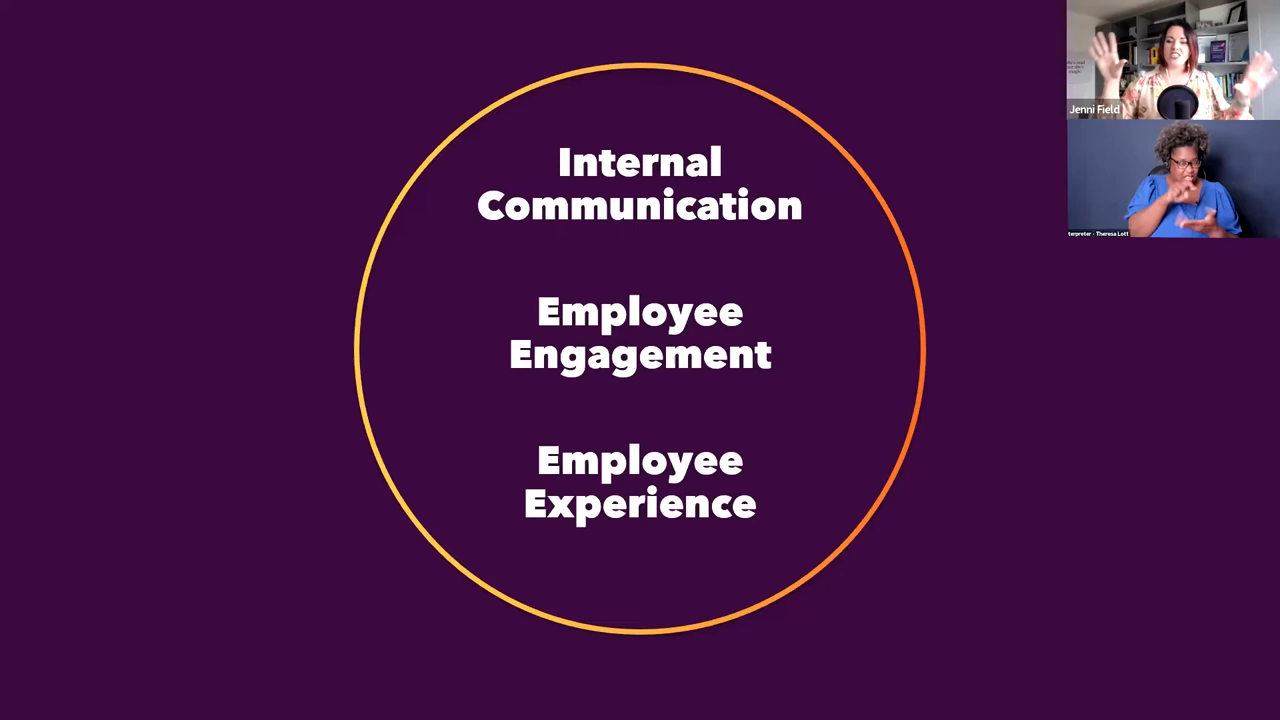 Internal
Communication
Employee
Engagement
Employee
Experience
Jenni Field
terpreter - Theresa Lott